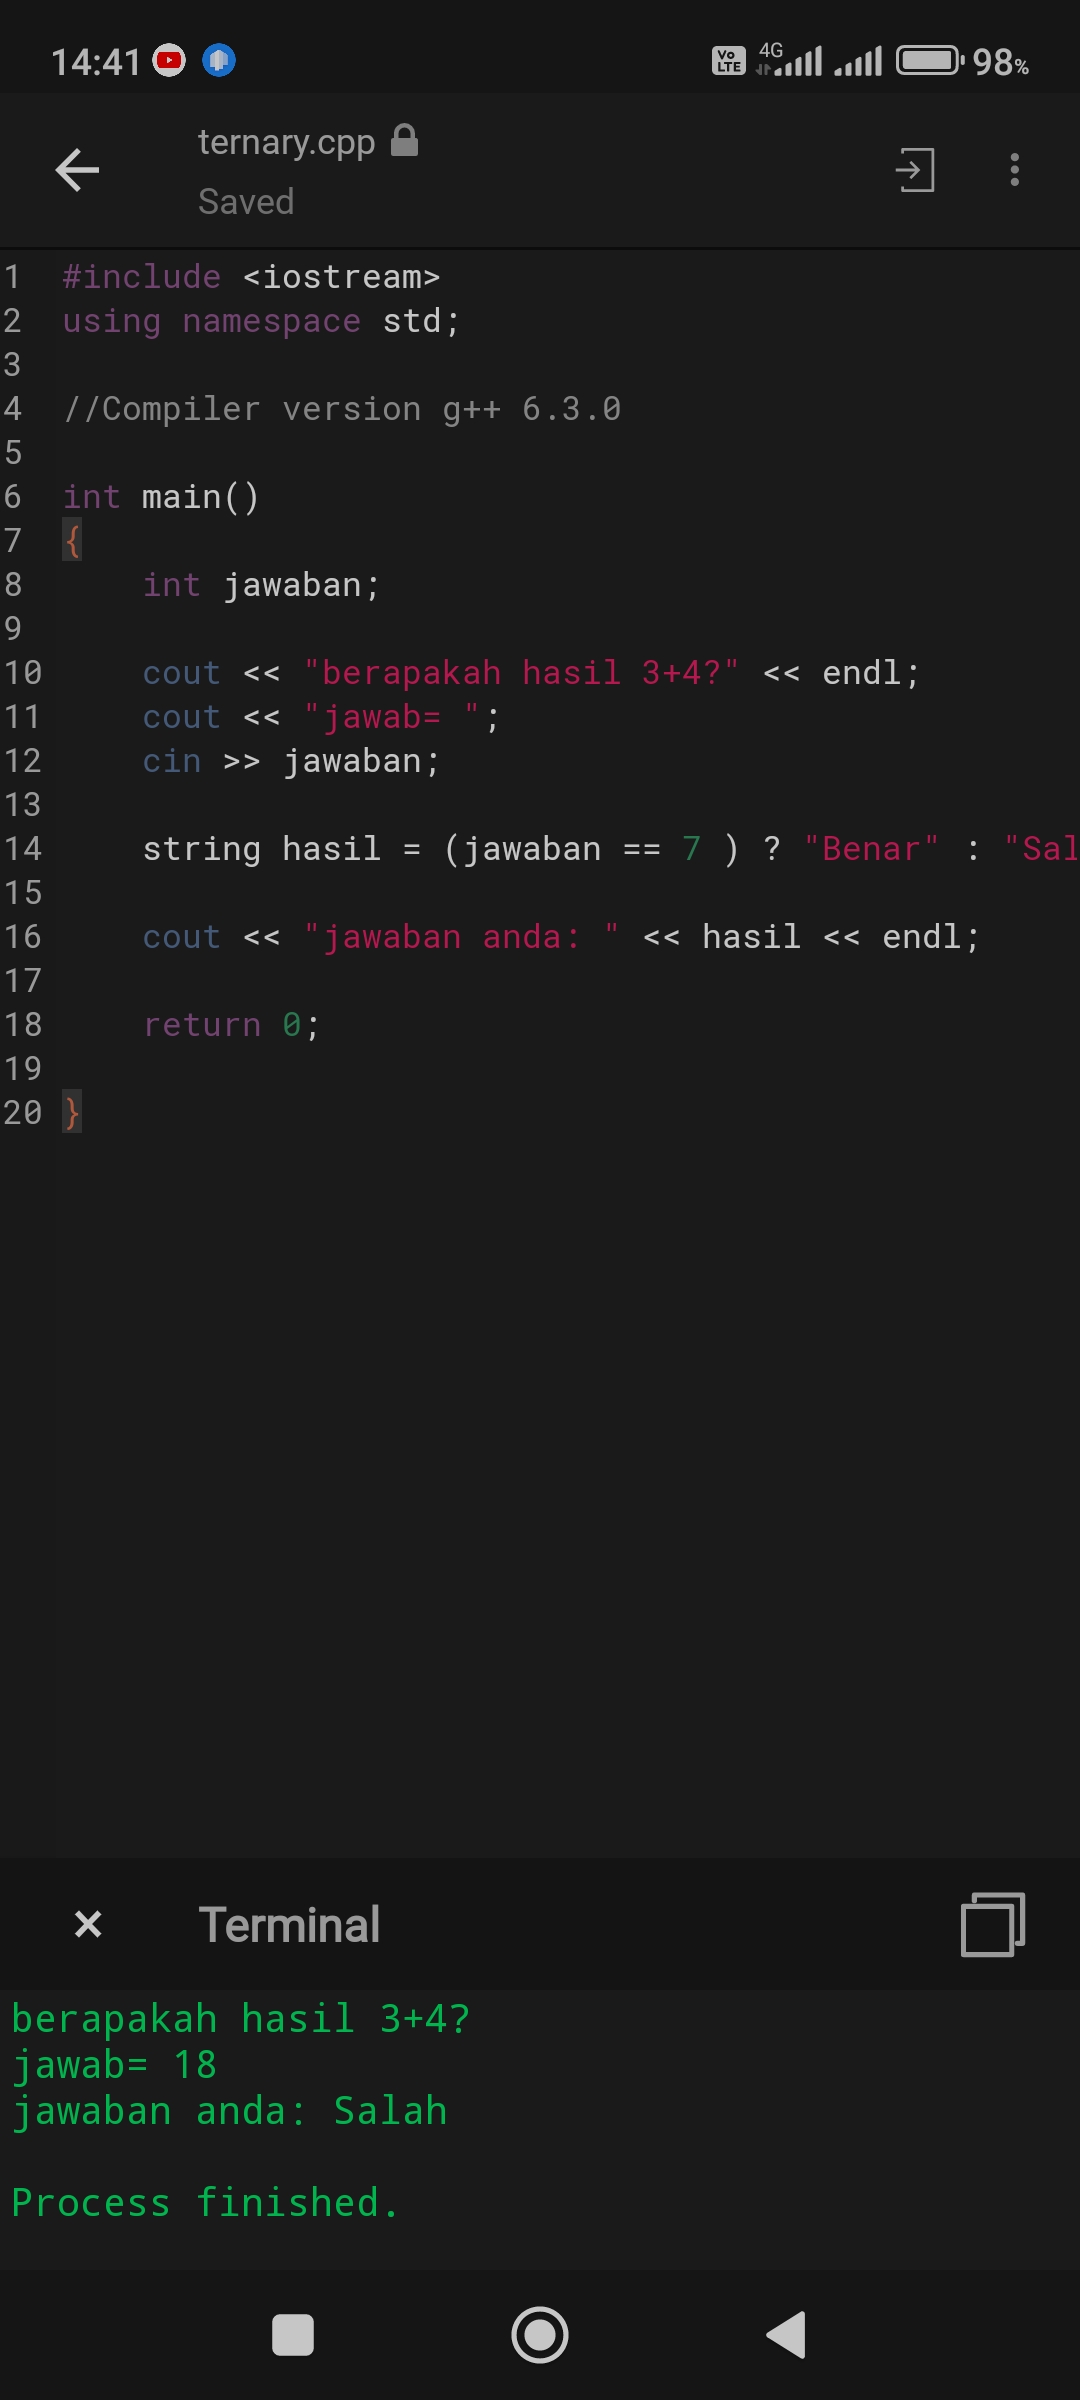 14:41 Vo LTE 4G 98%
ternary.cpp
Saved
1 #include <iostream>
2 using namespace std;
3
4 //Compiler version g++ 6.3.0
5
6 int main()
7 {
8 int jawaban;
9
10 cout << "berapakah hasil 3+4?" << endl;
11 cout << "jawab= ";
12 cin >> jawaban;
13
14 string hasil = (jawaban == 7 ) ? "Benar" : "Sal
15
16 cout << "jawaban anda: " << hasil << endl;
17
18 return 0;
19
20 }
Terminal
berapakah hasil 3+4?
jawab= 18
jawaban anda: Salah
Process finished.